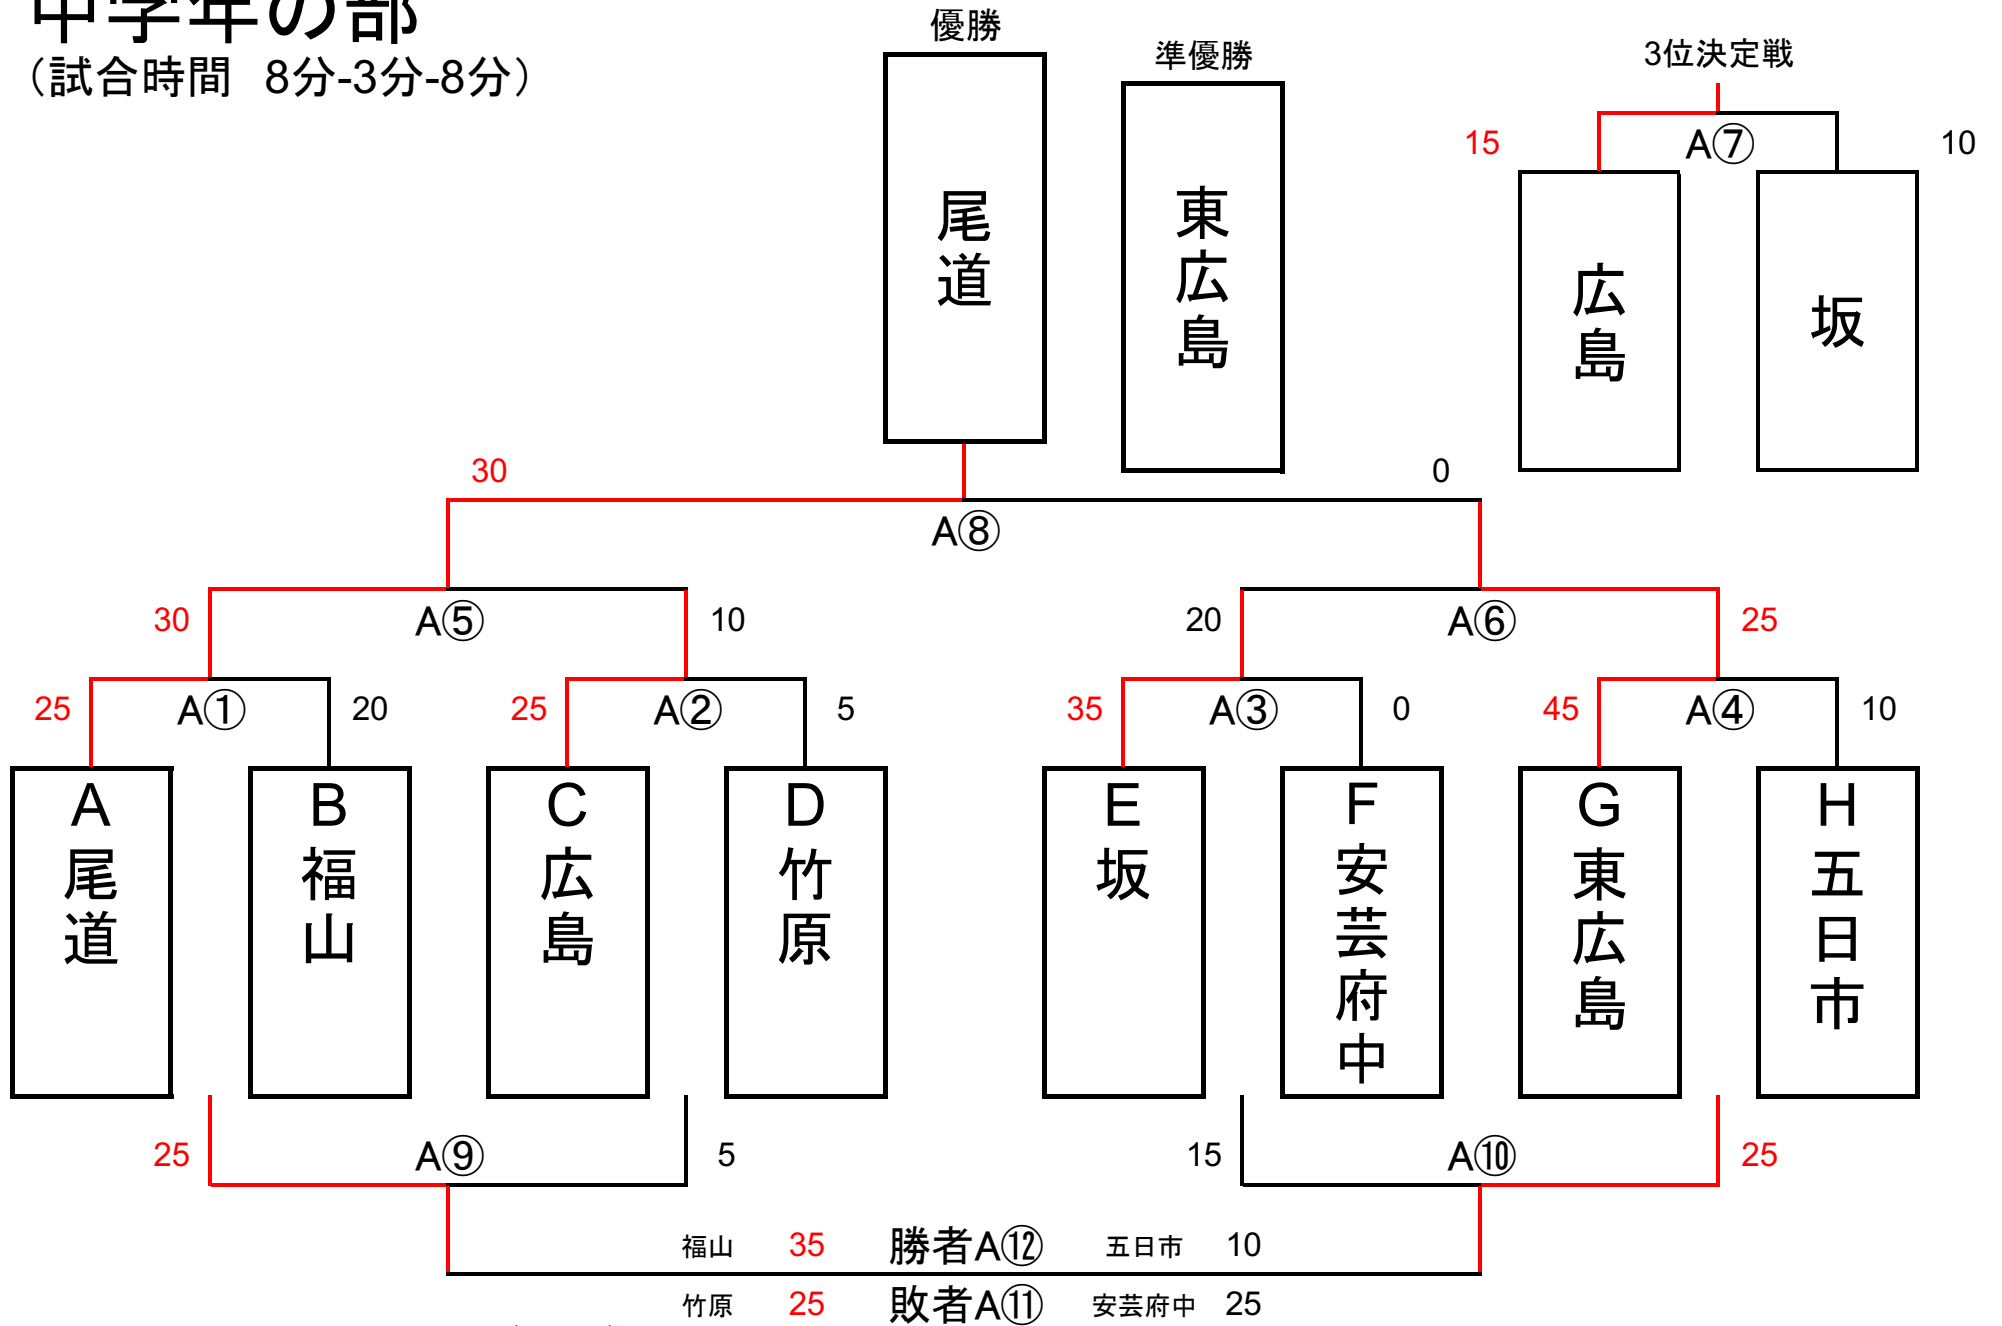 中学年の部
（試合時間　8分-3分-8分）
優勝
準優勝
3位決定戦
15
A⑦
10
尾道
東広島
広島
坂
30
0
A⑧
30
A⑤
10
20
A⑥
25
25
A①
20
25
A②
5
35
A③
0
45
A④
10
A
尾道
B
福山
C
広島
D
竹原
E
坂
F
安芸府中
G
東広島
H
五日市
25
A⑨
5
15
A⑩
25
福山 35 勝者A⑫ 五日市 10
竹原 25 敗者A⑪ 安芸府中 25